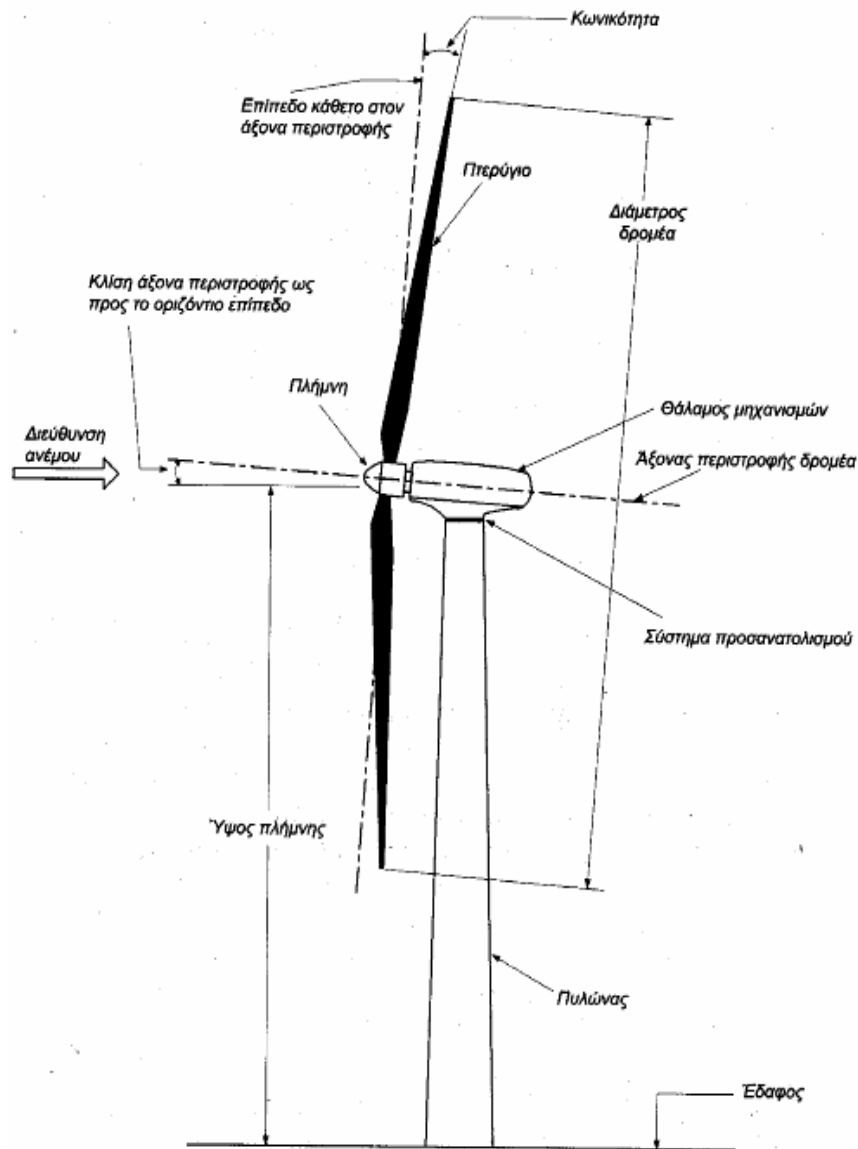 Κωνικότητα
Επίπεδο κάθετο στον
άξονα περιστροφής
Πτερύγιο
Διάμετρος
δρομέα
Κλίση άξονα περιστροφής ως
προς το οριζόντιο επίπεδο
Πλήμνη
Θάλαμος μηχανισμών
Διεύθυνση
ανέμου
Άξονας περιστροφής δρομέα
Σύστημα προσανατολισμού
Ύψος πλήμνης
Πυλώνας
Έδαφος